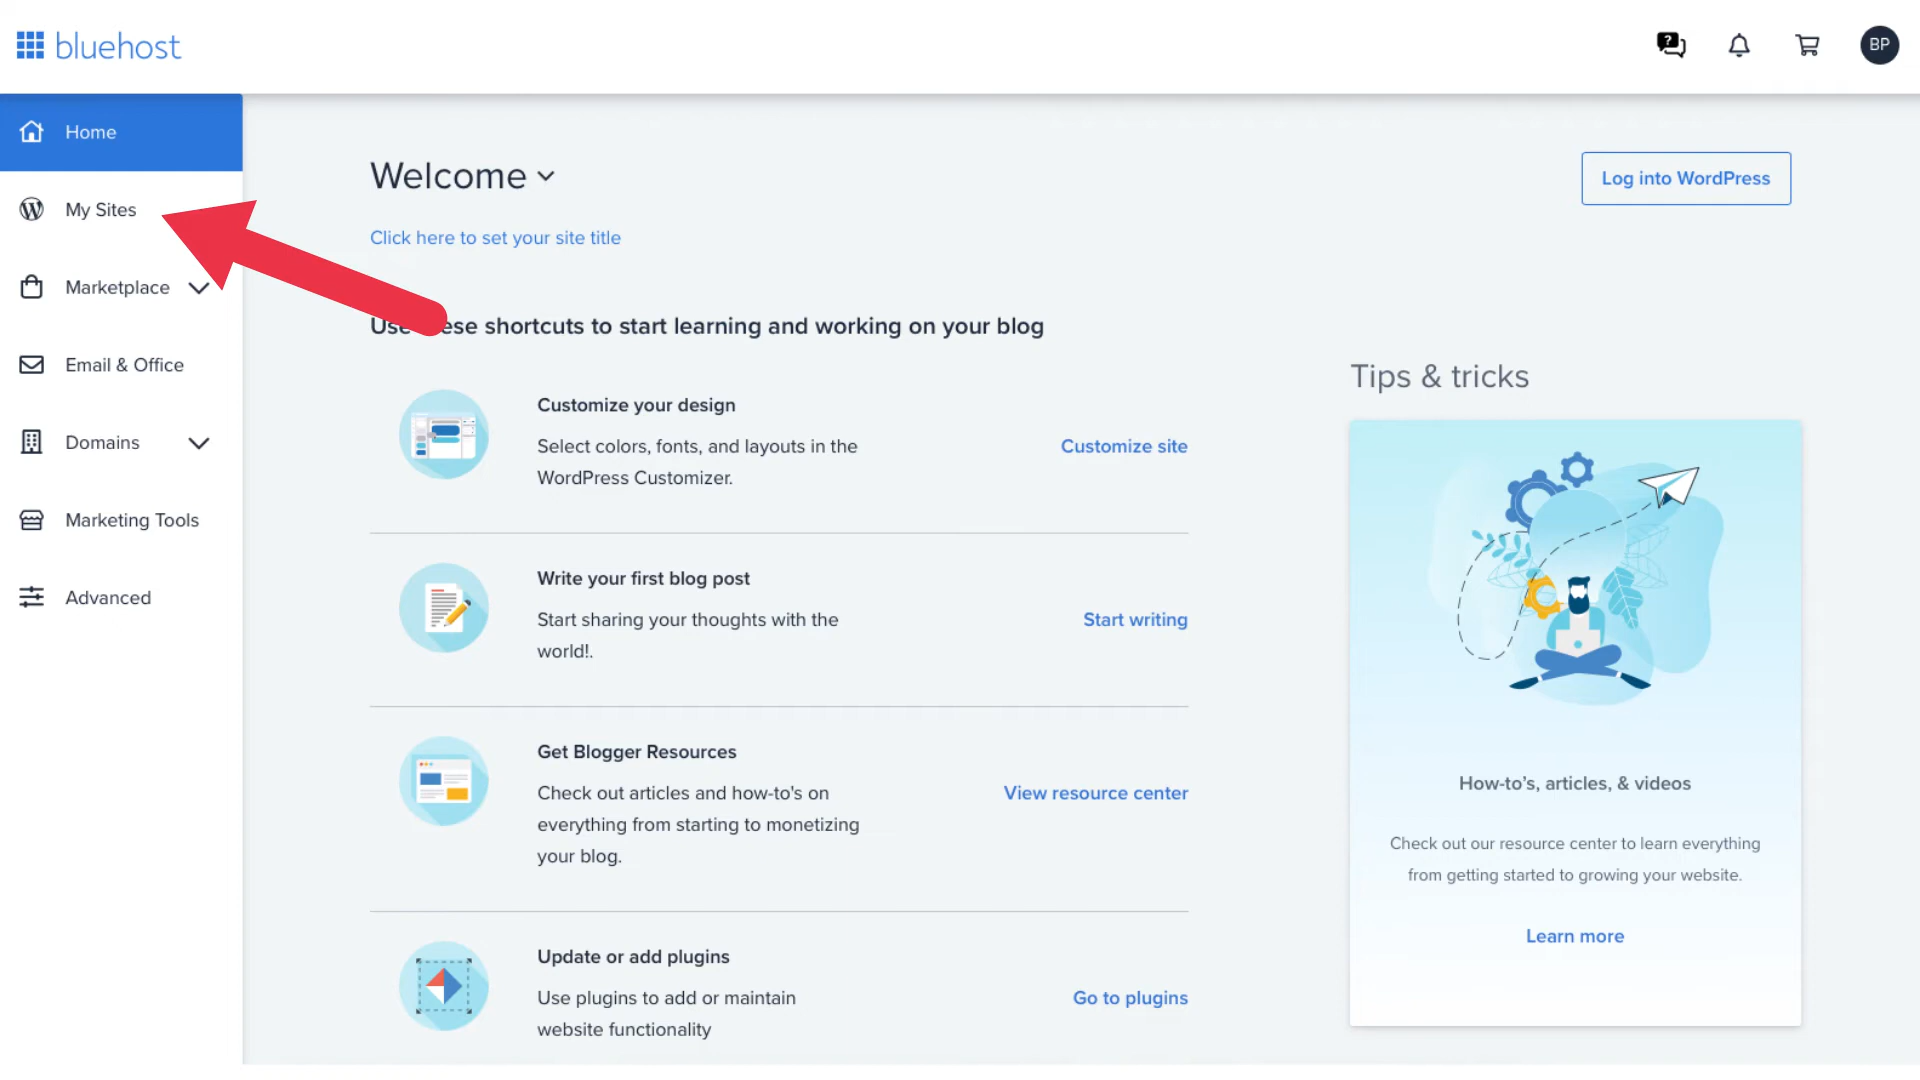 bluehost
?
BP
Home
My Sites
Marketplace
Email & Office
Domains
Marketing Tools
Advanced
Welcome
Log into WordPress
Click here to set your site title
shortcuts to start learning and working on your blog
Customize your design
Select colors, fonts, and layouts in the
WordPress Customizer.
Customize site
Write your first blog post
Start sharing your thoughts with the
world!.
Start writing
Get Blogger Resources
Check out articles and how-to's on
everything from starting to monetizing
your blog.
View resource center
Update or add plugins
Use plugins to add or maintain
website functionality
Go to plugins
Tips & tricks
How-to's, articles, & videos
Check out our resource center to learn everything
from getting started to growing your website.
Learn more